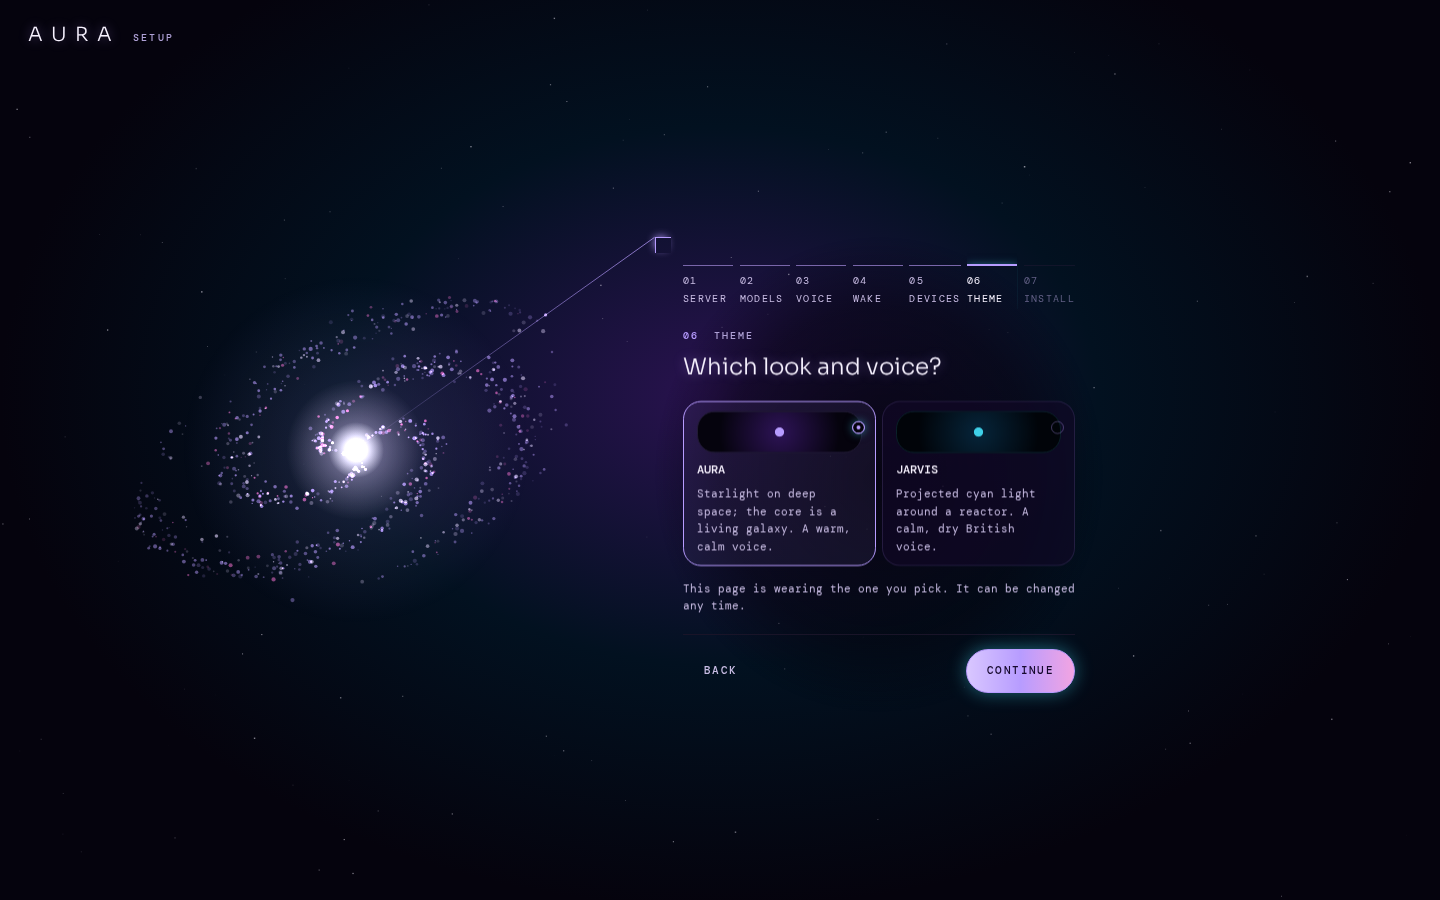 AURA SETUP
01 02 03 04 05 06 07
SERVER MODELS VOICE WAKE DEVICES THEME INSTALL
06 THEME
Which look and voice?
AURA
Starlight on deep
space; the core is a
living galaxy. A warm,
calm voice.
JARVIS
Projected cyan light
around a reactor. A
calm, dry British
voice.
This page is wearing the one you pick. It can be changed
any time.
BACK CONTINUE